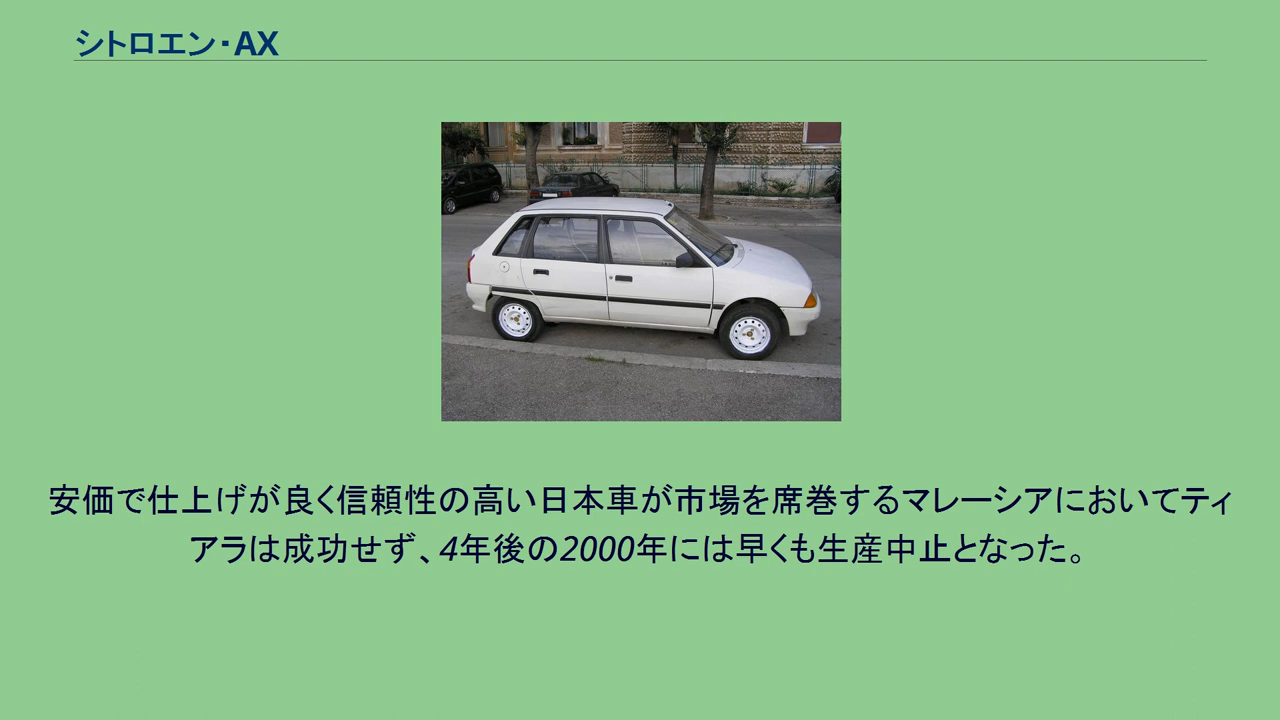 シトロエン・AX
安価で仕上げが良く信頼性の高い日本車が市場を席巻するマレーシアにおいてティ
アラは成功せず、4年後の2000年には早くも生産中止となった。